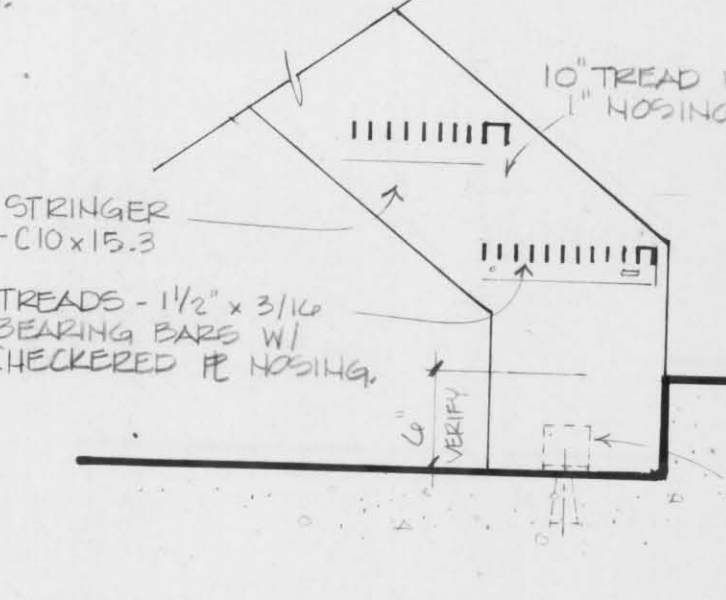 10" TREAD
1" NOSING
STRINGER
-C10 x 15.3
TREADS - 1 1/2" x 3/16
BEARING BARS W/
CHECKERED PL NOSING.
6"
VERIFY